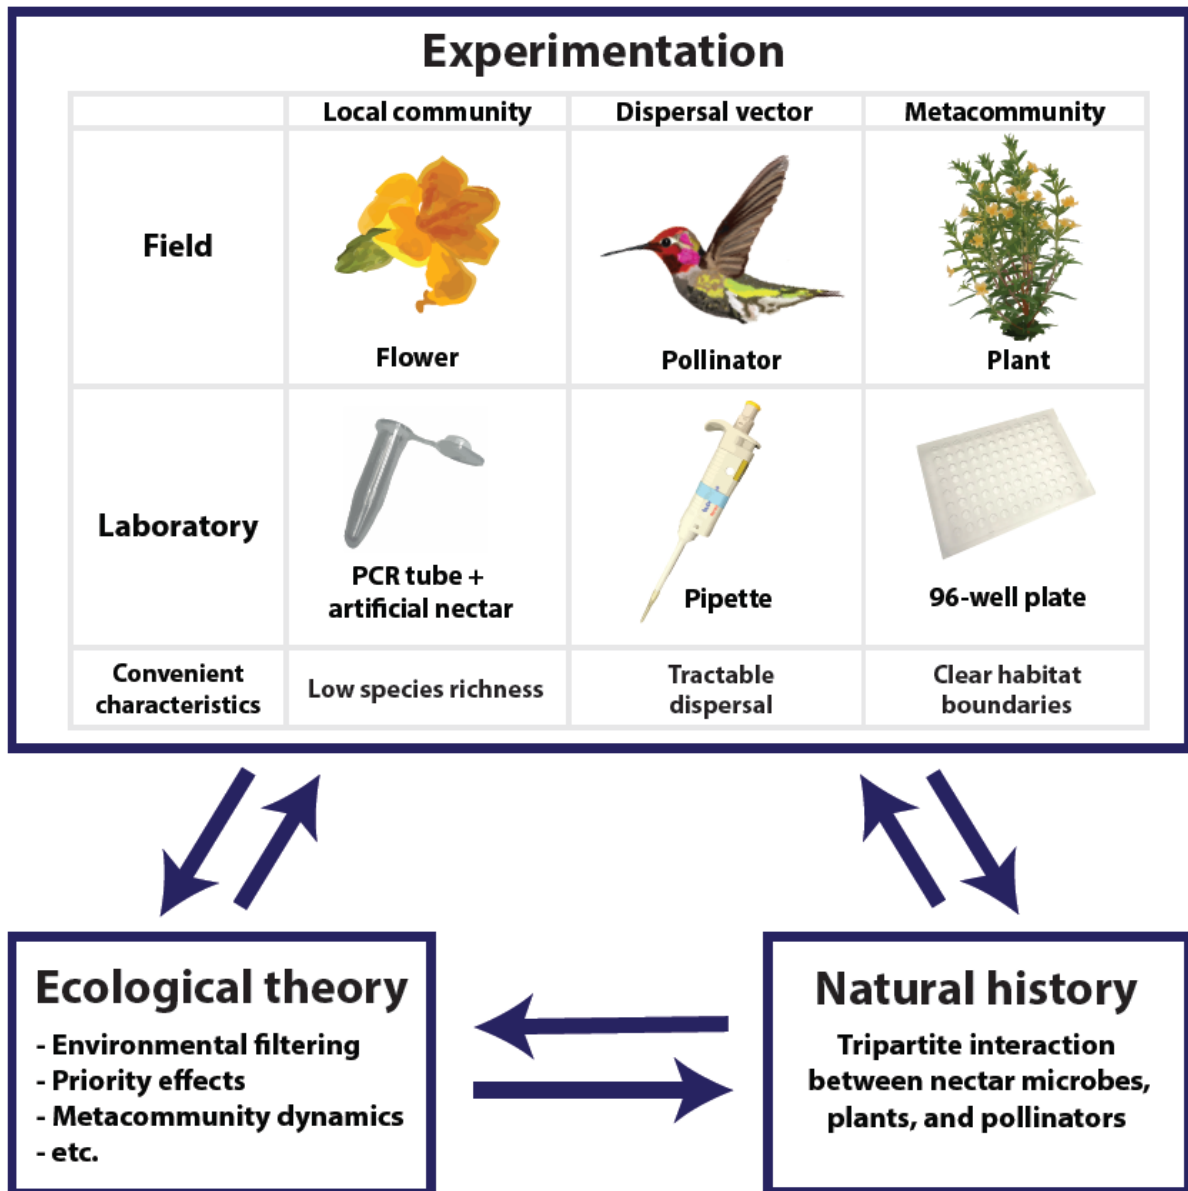 Experimentation
Local community
Dispersal vector
Metacommunity
Field
Flower
Pollinator
Plant
Laboratory
PCR tube +
artificial nectar
Pipette
96-well plate
Convenient
characteristics
Low species richness
Tractable
dispersal
Clear habitat
boundaries
Ecological theory
- Environmental filtering
- Priority effects
- Metacommunity dynamics
- etc.
Natural history
Tripartite interaction
between nectar microbes,
plants, and pollinators